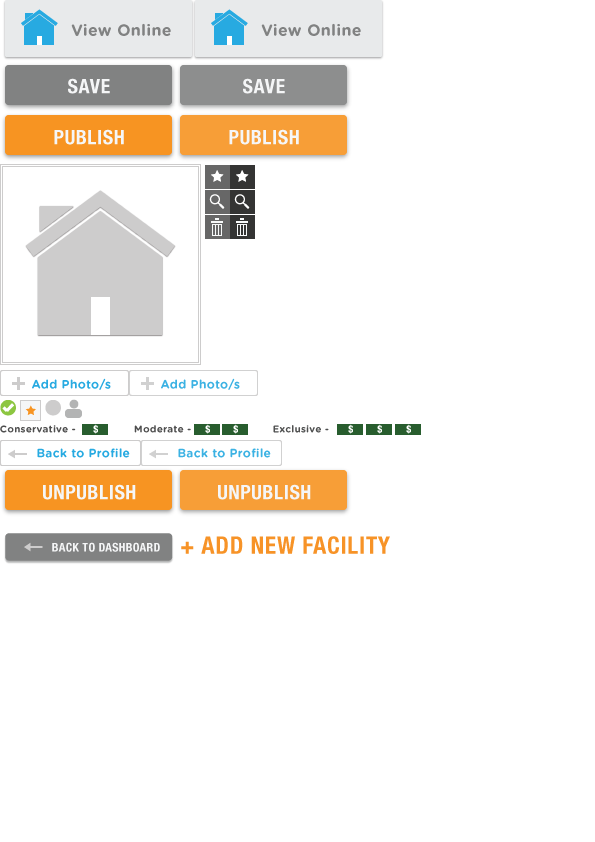 View Online View Online
SAVE SAVE
PUBLISH PUBLISH
+ Add Photo/s + Add Photo/s
Conservative - $ Moderate - $ $ Exclusive - $ $ $
Back to Profile Back to Profile
UNPUBLISH UNPUBLISH
BACK TO DASHBOARD + ADD NEW FACILITY